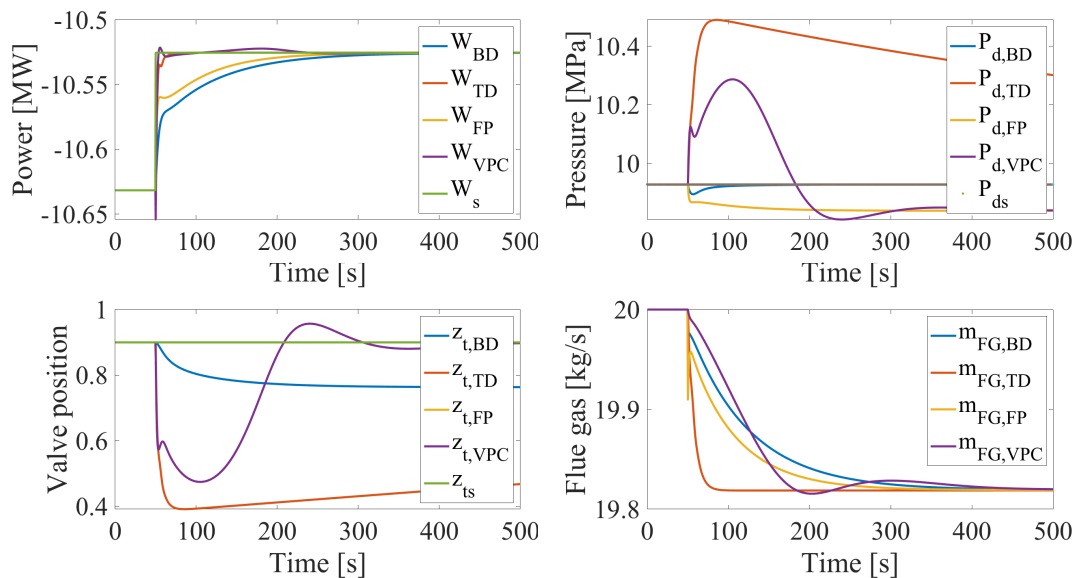 Power [MW]
-10.5
-10.55
-10.6
-10.65
0
100
200
300
400
500
Time [s]
W_BD
W_TD
W_FP
W_VPC
W_s
Pressure [MPa]
10.4
10.2
10
0
100
200
300
400
500
Time [s]
P_d,BD
P_d,TD
P_d,FP
P_d,VPC
P_ds
Valve position
1
0.8
0.6
0.4
0
100
200
300
400
500
Time [s]
z_t,BD
z_t,TD
z_t,FP
z_t,VPC
z_ts
Flue gas [kg/s]
20
19.9
19.8
0
100
200
300
400
500
Time [s]
m_FG,BD
m_FG,TD
m_FG,FP
m_FG,VPC